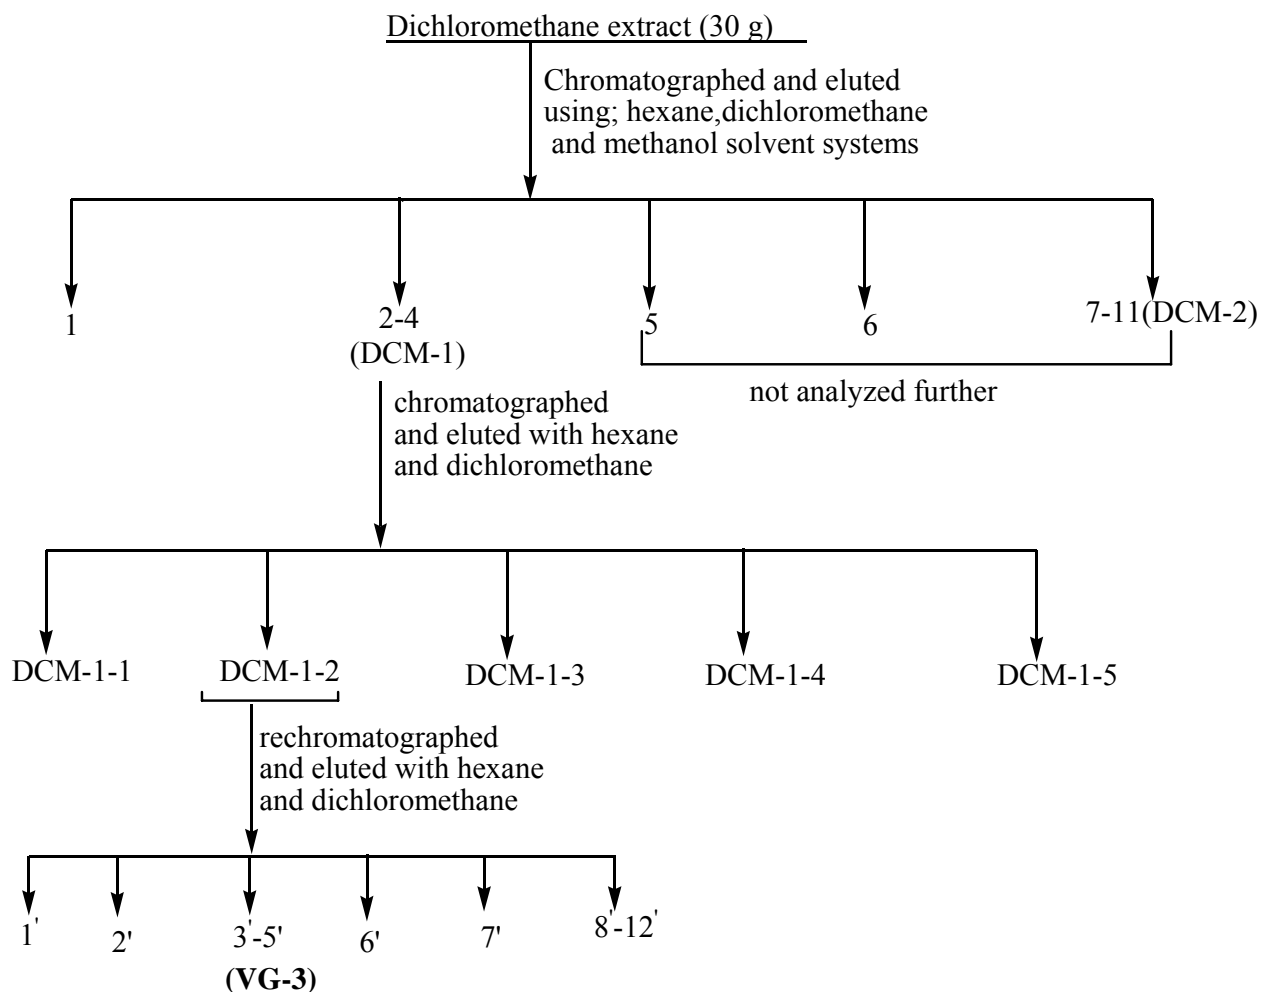 Dichloromethane extract (30 g)
Chromatographed and eluted
using; hexane,dichloromethane
and methanol solvent systems
1
2-4
(DCM-1)
5
6
7-11(DCM-2)
not analyzed further
chromatographed
and eluted with hexane
and dichloromethane
DCM-1-1
DCM-1-2
DCM-1-3
DCM-1-4
DCM-1-5
rechromatographed
and eluted with hexane
and dichloromethane
1'
2'
3'-5'
(VG-3)
6'
7'
8'-12'